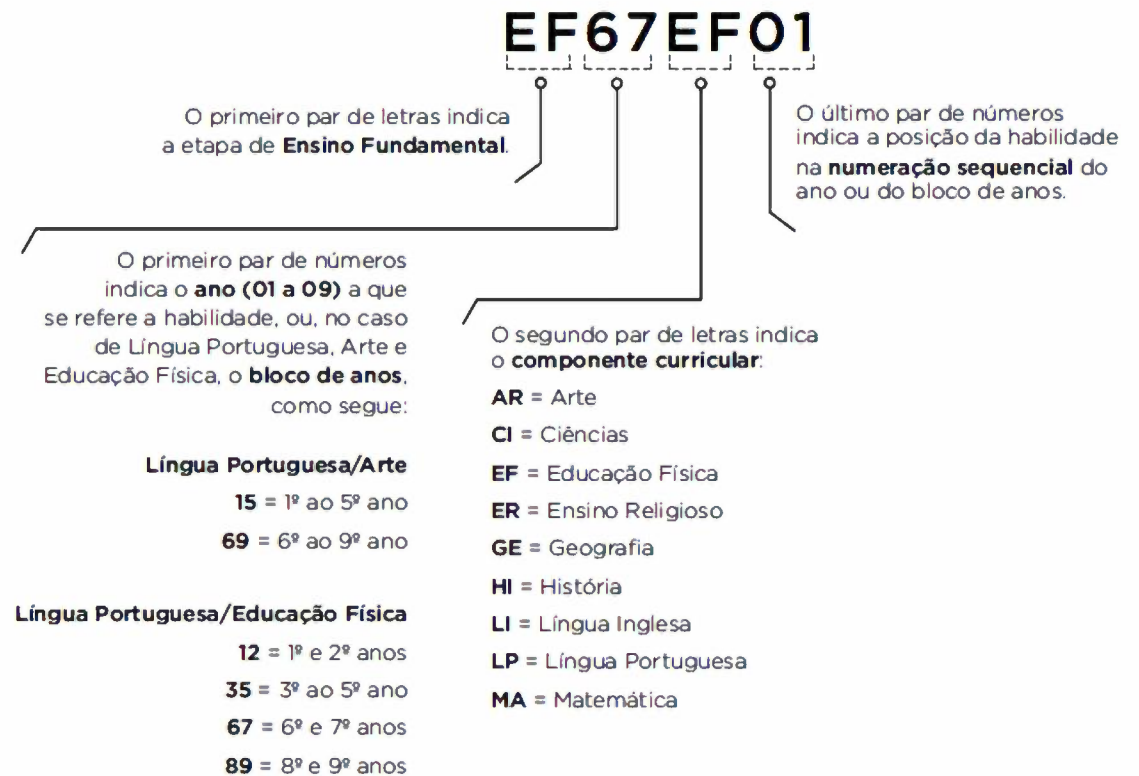 EF67EF01
O primeiro par de letras indica
a etapa de Ensino Fundamental.
O último par de números
indica a posição da habilidade
na numeração sequencial do
ano ou do bloco de anos.
O primeiro par de números
indica o ano (01 a 09) a que
se refere a habilidade, ou, no caso
de Língua Portuguesa, Arte e
Educação Física, o bloco de anos,
como segue:
Língua Portuguesa/Arte
15 = 1º ao 5º ano
69 = 6º ao 9º ano
Língua Portuguesa/Educação Física
12 = 1º e 2º anos
35 = 3º ao 5º ano
67 = 6º e 7º anos
89 = 8º e 9º anos
O segundo par de letras indica
o componente curricular:
AR = Arte
CI = Ciências
EF = Educação Física
ER = Ensino Religioso
GE = Geografia
HI = História
LI = Língua Inglesa
LP = Língua Portuguesa
MA = Matemática